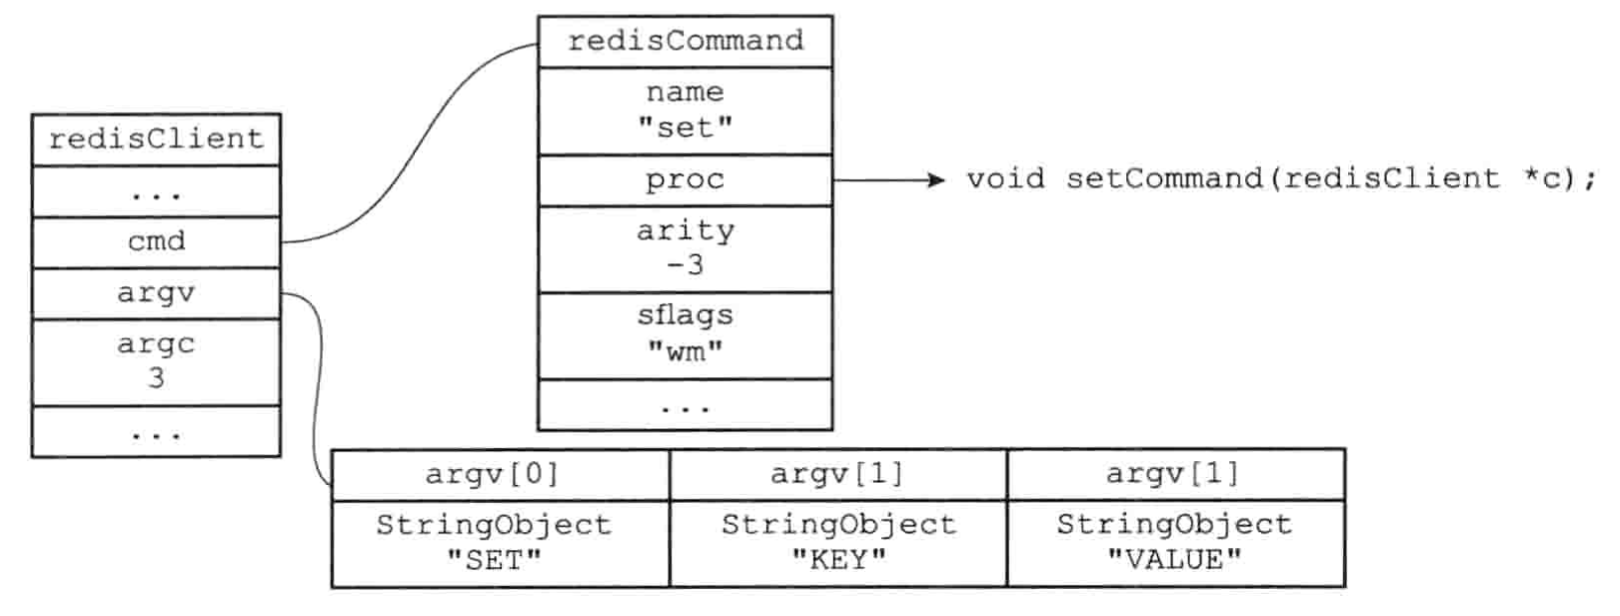 redisCommand
name
"set"
proc
void setCommand(redisClient *c);
arity
-3
sflags
"wm"
...
redisClient
...
cmd
argv
argc
3
...
argv[0] argv[1] argv[1]
StringObject StringObject StringObject
"SET" "KEY" "VALUE"